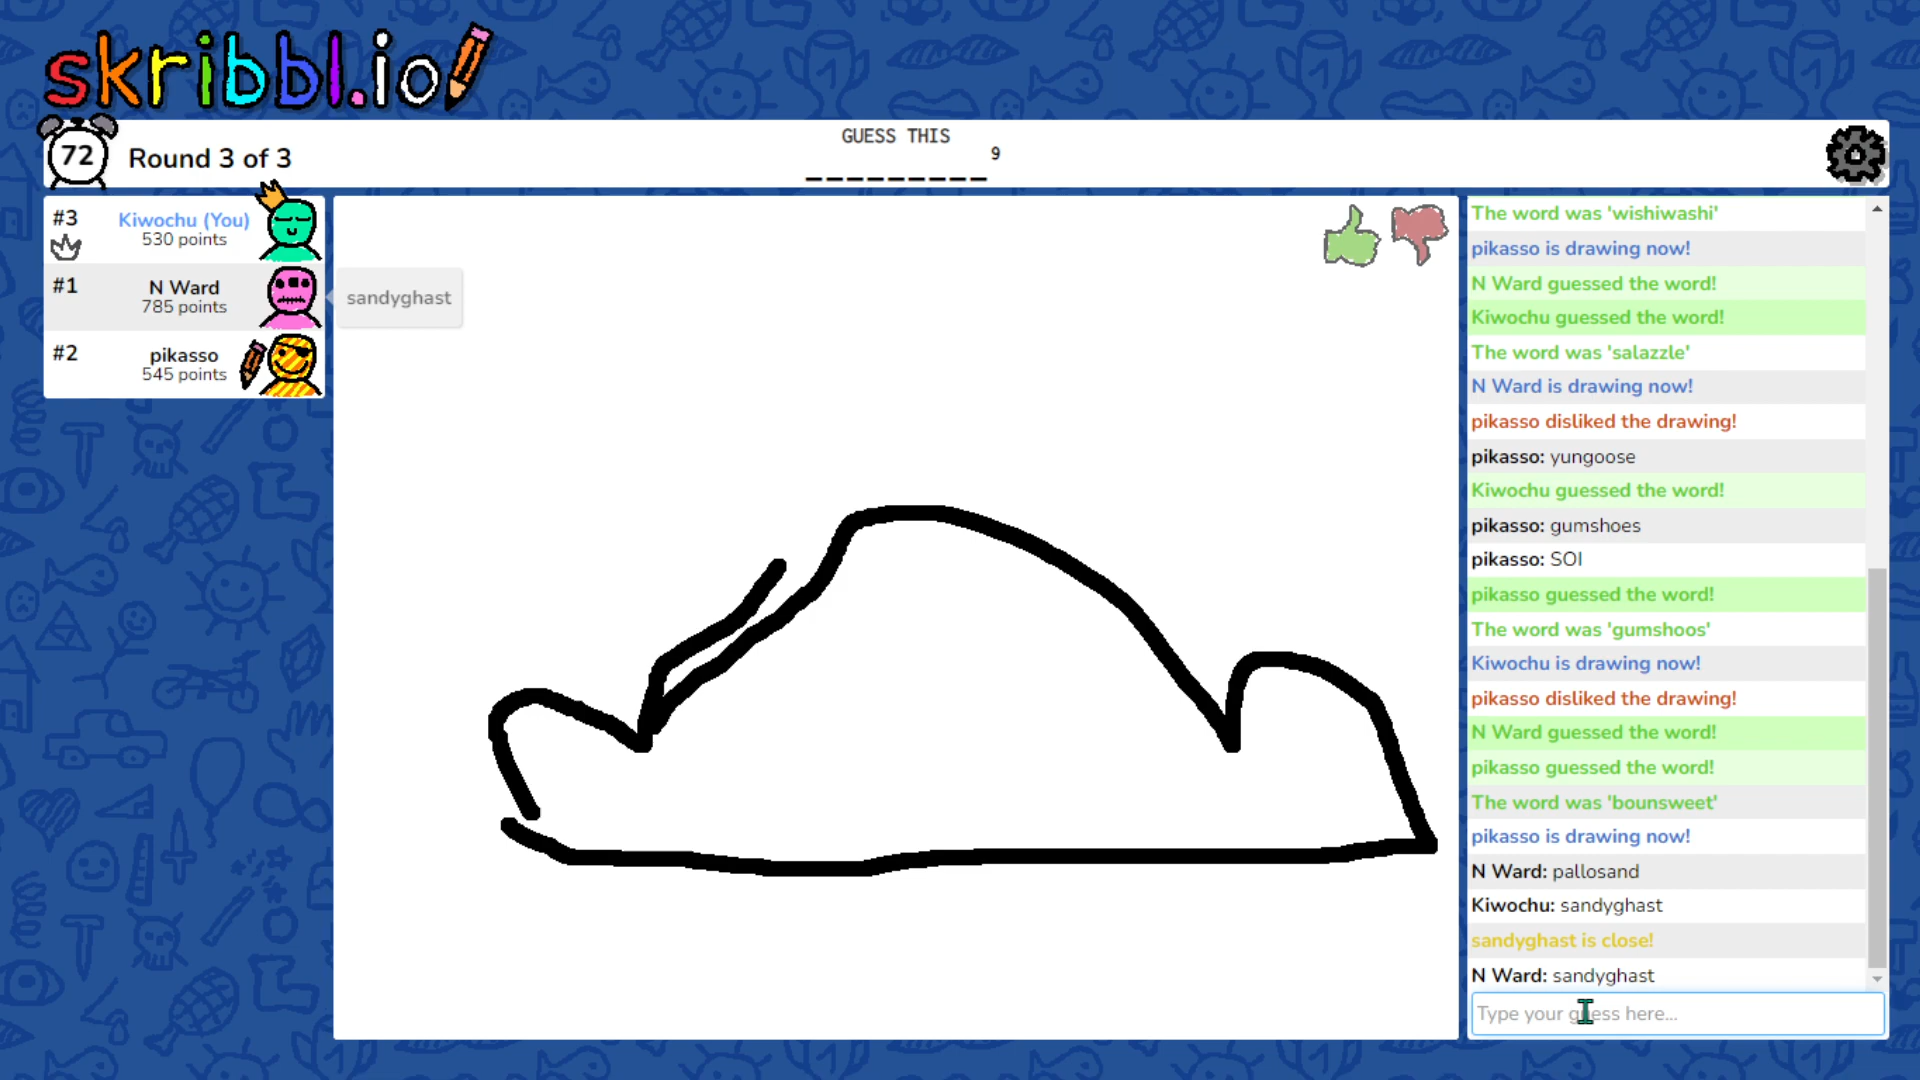 skribbl.io
72
Round 3 of 3
GUESS THIS
_________ 9
#3
Kiwochu (You)
530 points
#1
N Ward
785 points
#2
pikasso
545 points
sandyghast
The word was 'wishiwashi'
pikasso is drawing now!
N Ward guessed the word!
Kiwochu guessed the word!
The word was 'salazzle'
N Ward is drawing now!
pikasso disliked the drawing!
pikasso: yungoose
Kiwochu guessed the word!
pikasso: gumshoes
pikasso: SOI
pikasso guessed the word!
The word was 'gumshoos'
Kiwochu is drawing now!
pikasso disliked the drawing!
N Ward guessed the word!
pikasso guessed the word!
The word was 'bounsweet'
pikasso is drawing now!
N Ward: pallosand
Kiwochu: sandyghast
sandyghast is close!
N Ward: sandyghast
Type your guess here...